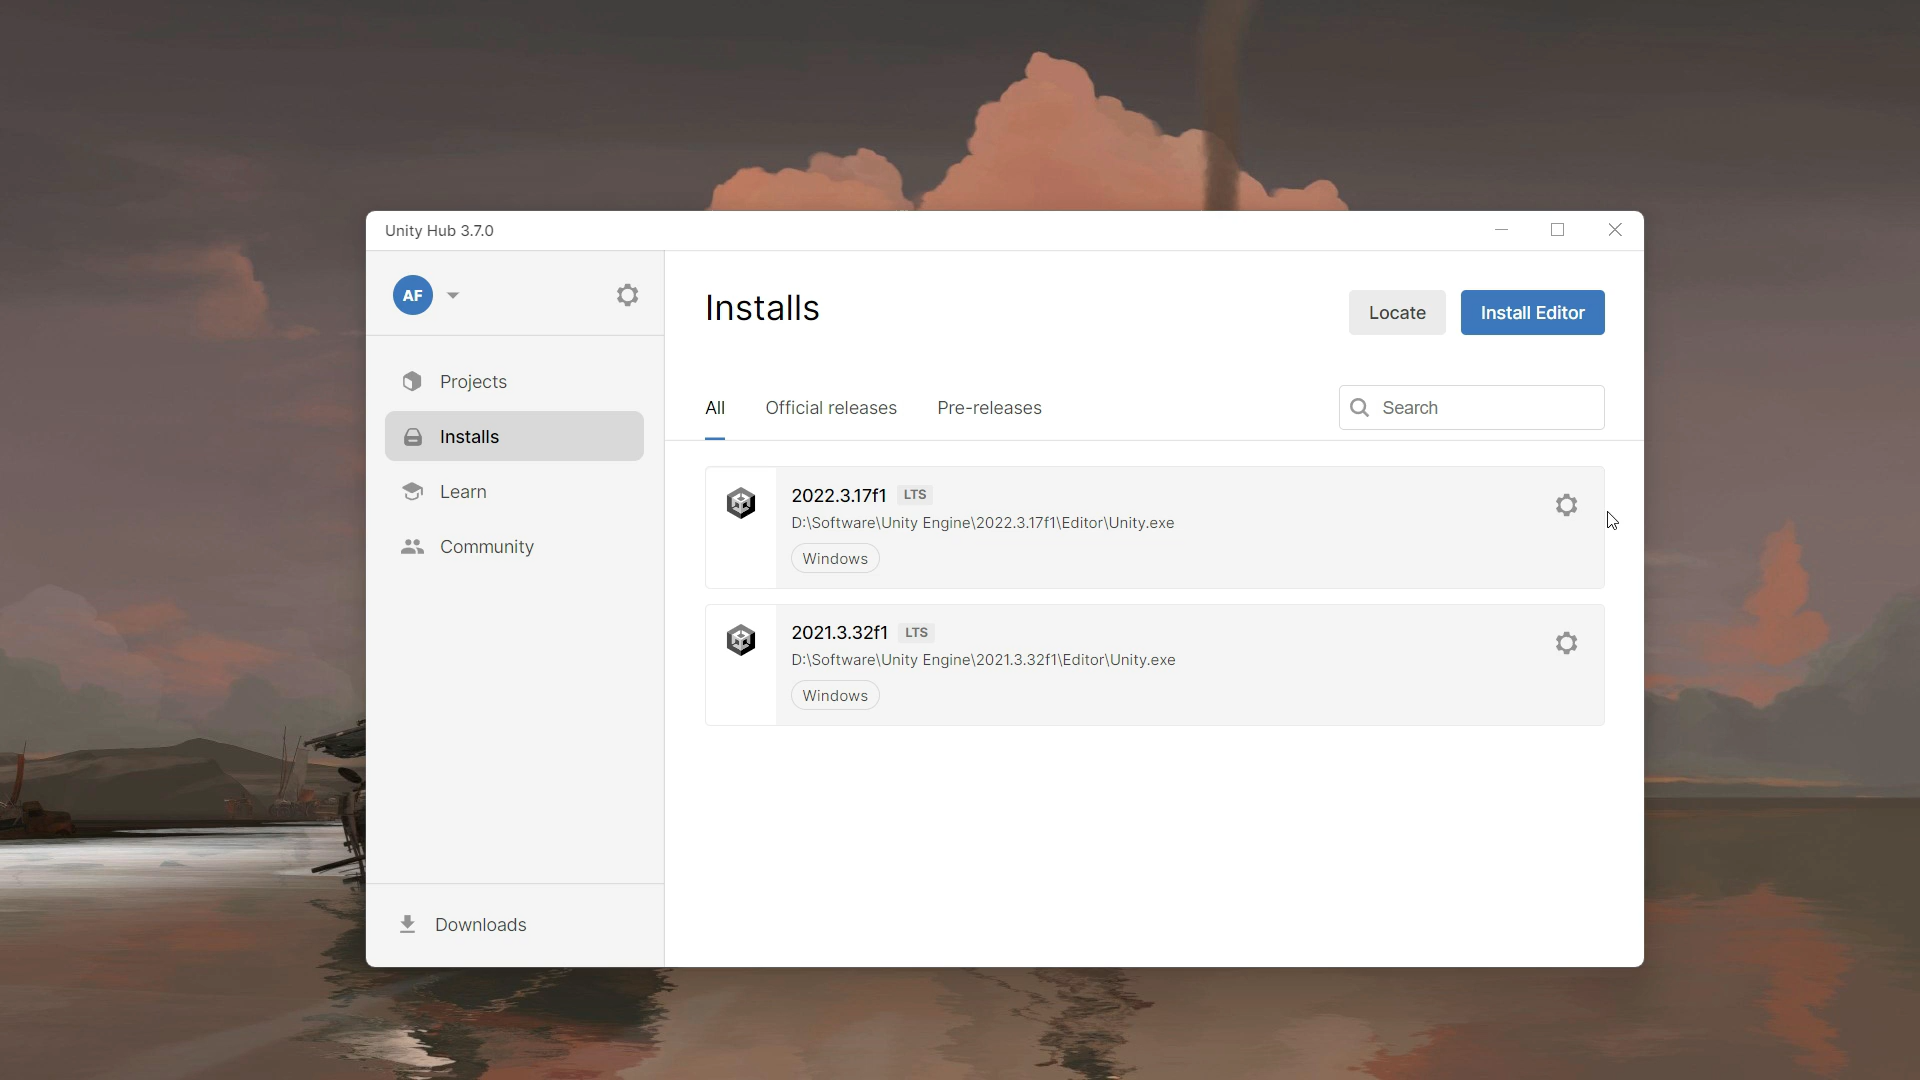 Unity Hub 3.7.0
AF
Projects
Installs
Learn
Community
Downloads
Installs
Locate
Install Editor
All
Official releases
Pre-releases
Search
2022.3.17f1 LTS
D:\Software\Unity Engine\2022.3.17f1\Editor\Unity.exe
Windows
2021.3.32f1 LTS
D:\Software\Unity Engine\2021.3.32f1\Editor\Unity.exe
Windows